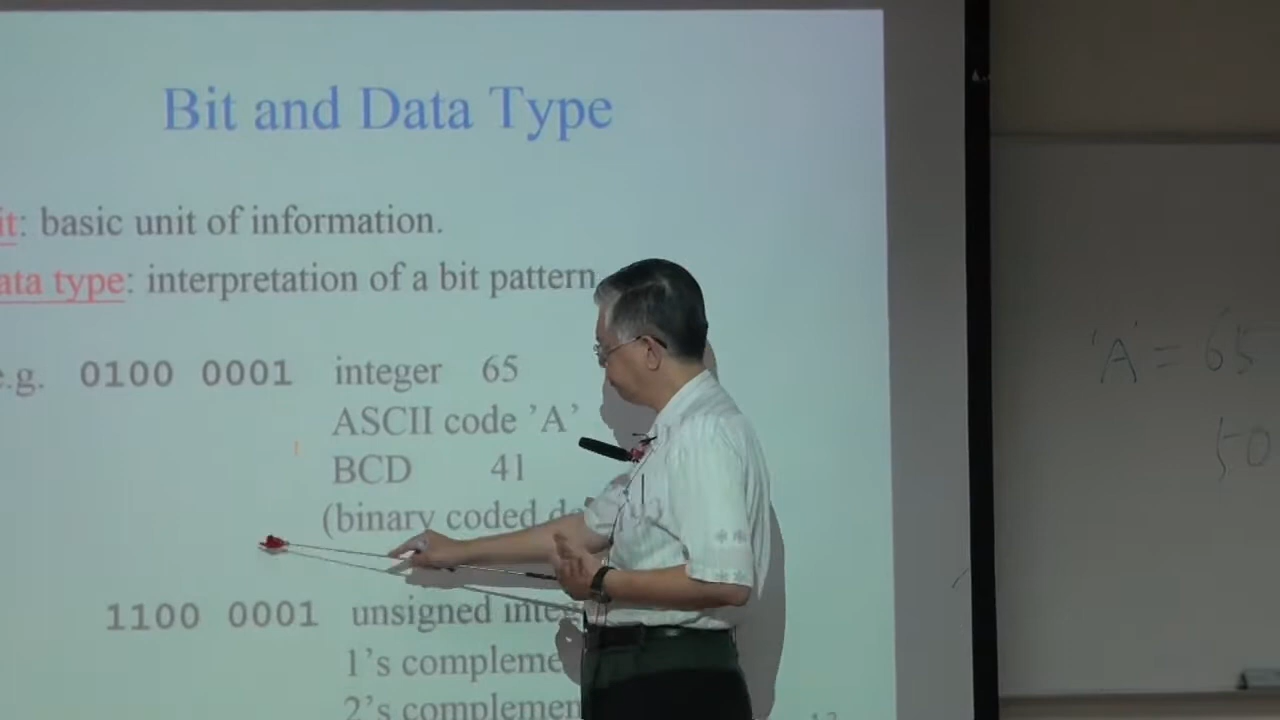 Bit and Data Type
it: basic unit of information.
ata type: interpretation of a bit pattern
e.g. 0100 0001 integer 65
ASCII code 'A'
BCD 41
(binary coded de
1100 0001 unsigned integ
1's compleme
2's complemen
'A' = 65